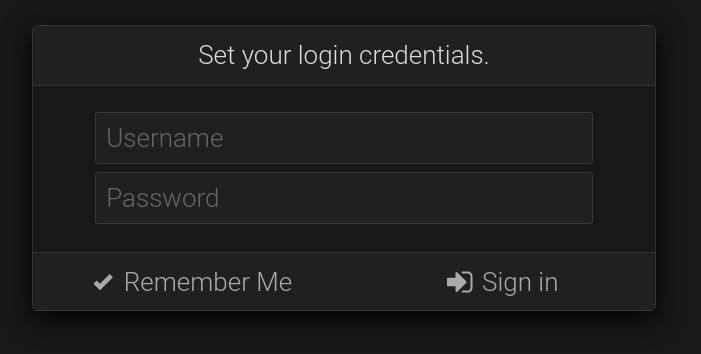 Set your login credentials.
Username
Password
Remember Me
Sign in